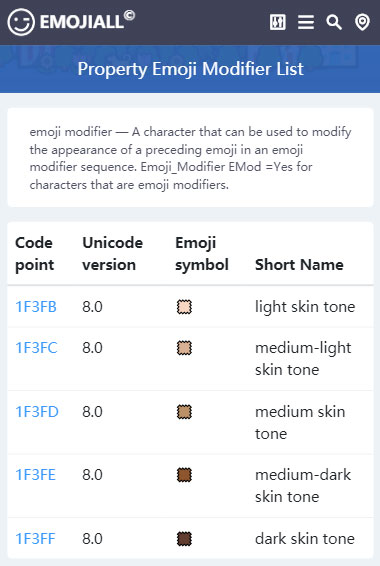 EMOJIALL©
Property Emoji Modifier List
emoji modifier — A character that can be used to modify
the appearance of a preceding emoji in an emoji
modifier sequence. Emoji_Modifier EMod =Yes for
characters that are emoji modifiers.
Code point Unicode version Emoji symbol Short Name
1F3FB 8.0 light skin tone
1F3FC 8.0 medium-light
skin tone
1F3FD 8.0 medium skin
tone
1F3FE 8.0 medium-dark
skin tone
1F3FF 8.0 dark skin tone